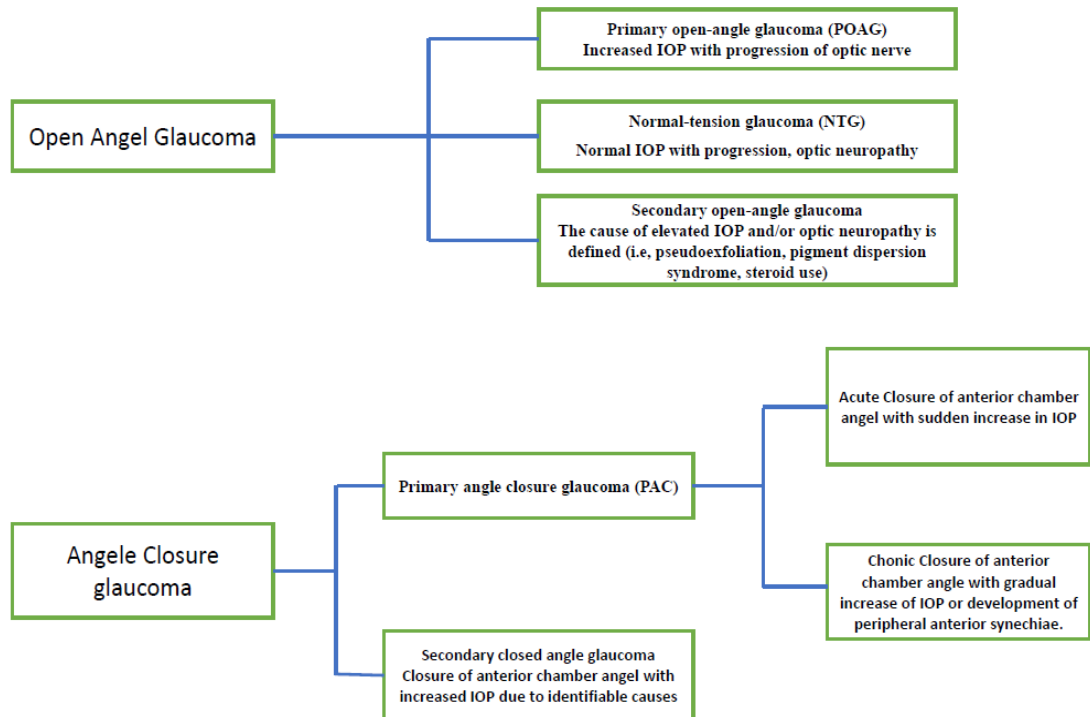 Primary open-angle glaucoma (POAG)
Increased IOP with progression of optic nerve
Open Angel Glaucoma
Normal-tension glaucoma (NTG)
Normal IOP with progression, optic neuropathy
Secondary open-angle glaucoma
The cause of elevated IOP and/or optic neuropathy is
defined (i.e, pseudoexfoliation, pigment dispersion
syndrome, steroid use)
Angele Closure
glaucoma
Primary angle closure glaucoma (PAC)
Acute Closure of anterior chamber
angel with sudden increase in IOP
Chonic Closure of anterior
chamber angle with gradual
increase of IOP or development of
peripheral anterior synechiae.
Secondary closed angle glaucoma
Closure of anterior chamber angel with
increased IOP due to identifiable causes